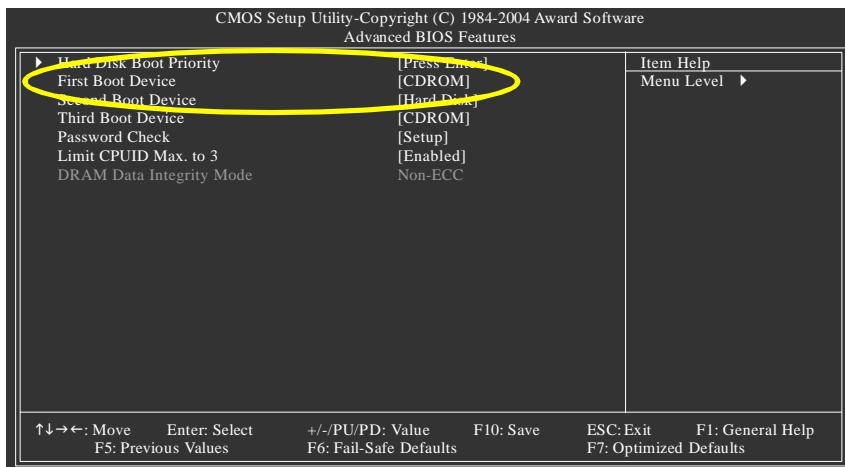 CMOS Setup Utility-Copyright (C) 1984-2004 Award Software
Advanced BIOS Features
Hard Disk Boot Priority [Press Enter]
First Boot Device [CDROM]
Second Boot Device [Hard Disk]
Third Boot Device [CDROM]
Password Check [Setup]
Limit CPUID Max. to 3 [Enabled]
DRAM Data Integrity Mode Non-ECC
Item Help
Menu Level ▶
↑↓→←: Move Enter: Select +/-/PU/PD: Value F10: Save ESC: Exit F1: General Help
F5: Previous Values F6: Fail-Safe Defaults F7: Optimized Defaults